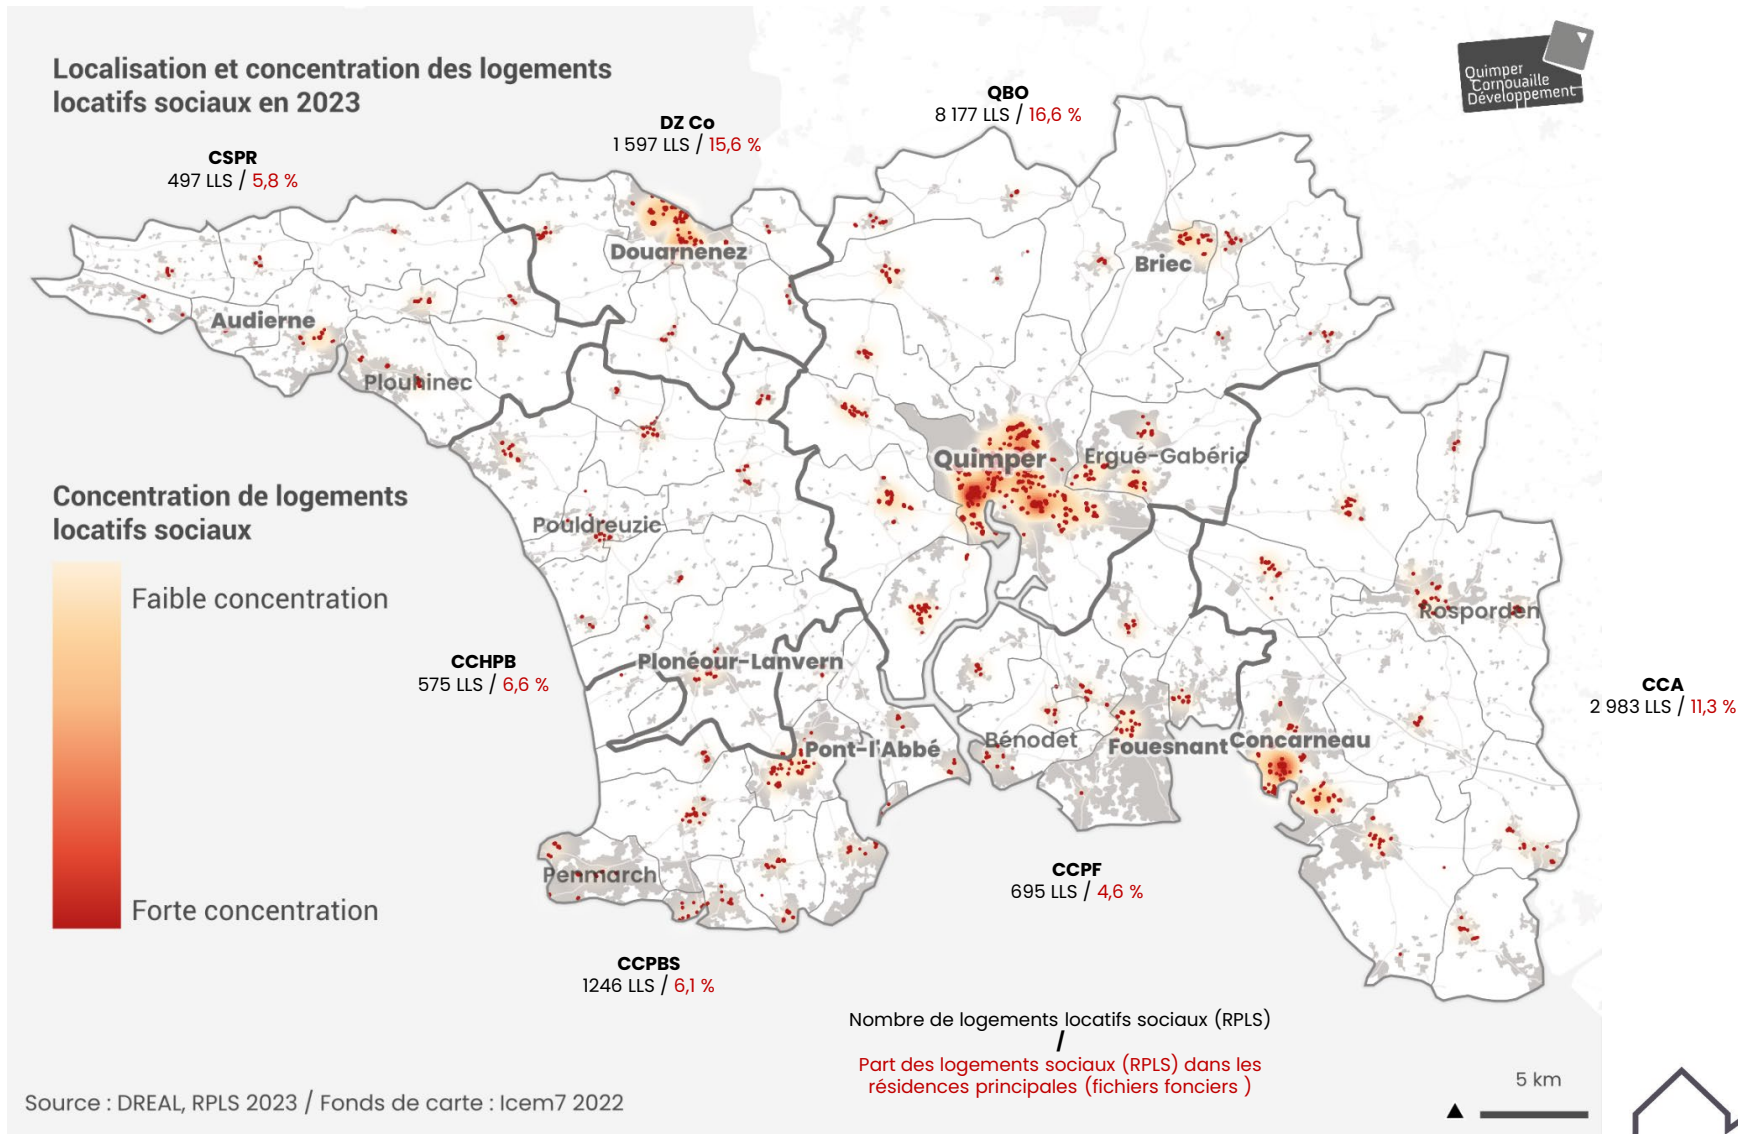 Localisation et concentration des logements
locatifs sociaux en 2023
Quimper
Cornouaille
Développement
QBO
8 177 LLS / 16,6 %
DZ Co
1 597 LLS / 15,6 %
CSPR
497 LLS / 5,8 %
Douarnenez
Briec
Audierne
Plouhinec
Quimper
Ergué-Gabéric
Concentration de logements
locatifs sociaux
Faible concentration
Forte concentration
Pouldreuzic
Rosporden
CCHPB
575 LLS / 6,6 %
Plonéour-Lanvern
CCA
2 983 LLS / 11,3 %
Pont-l'Abbé
Bénodet
Fouesnant
Concarneau
Penmarch
CCPF
695 LLS / 4,6 %
CCPBS
1246 LLS / 6,1 %
Nombre de logements locatifs sociaux (RPLS)
/
Part des logements sociaux (RPLS) dans les
résidences principales (fichiers fonciers )
5 km
Source : DREAL, RPLS 2023 / Fonds de carte : Icem7 2022